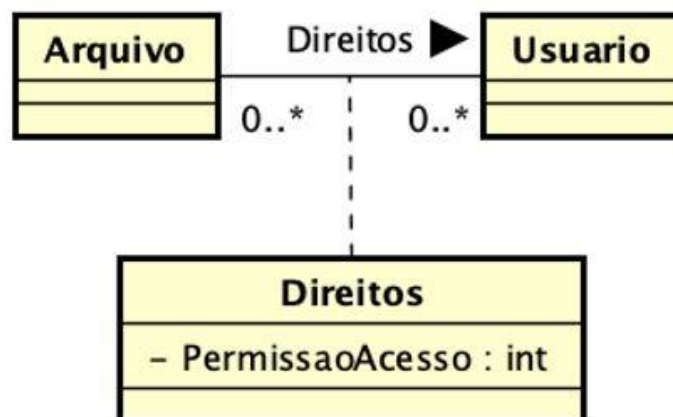 Arquivo
Direitos ▶
Usuario
0..*
0..*
Direitos
- PermissaoAcesso : int